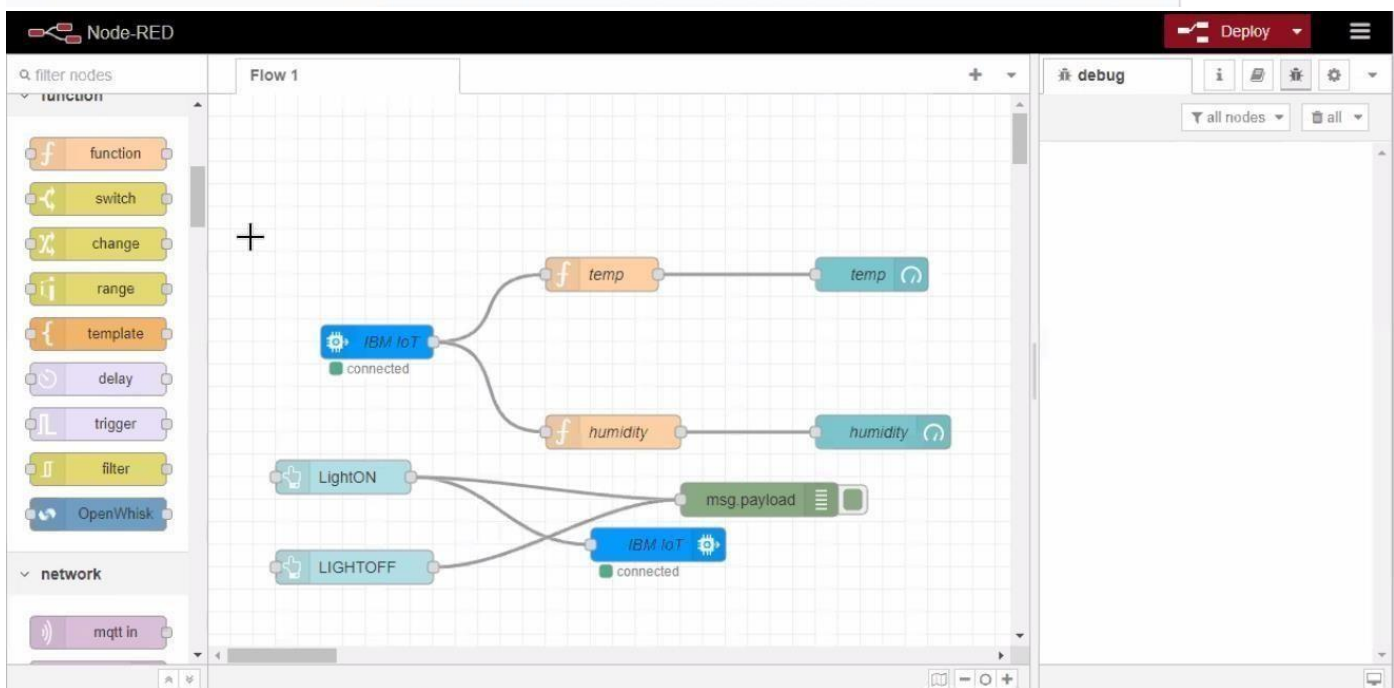 Node-RED
Deploy
filter nodes
Flow 1
debug
i
function
all nodes
all
function
switch
change
range
template
delay
trigger
filter
OpenWhisk
network
mqtt in
temp
temp
IBM IoT
connected
humidity
humidity
LightON
msg.payload
IBM IoT
connected
LIGHTOFF